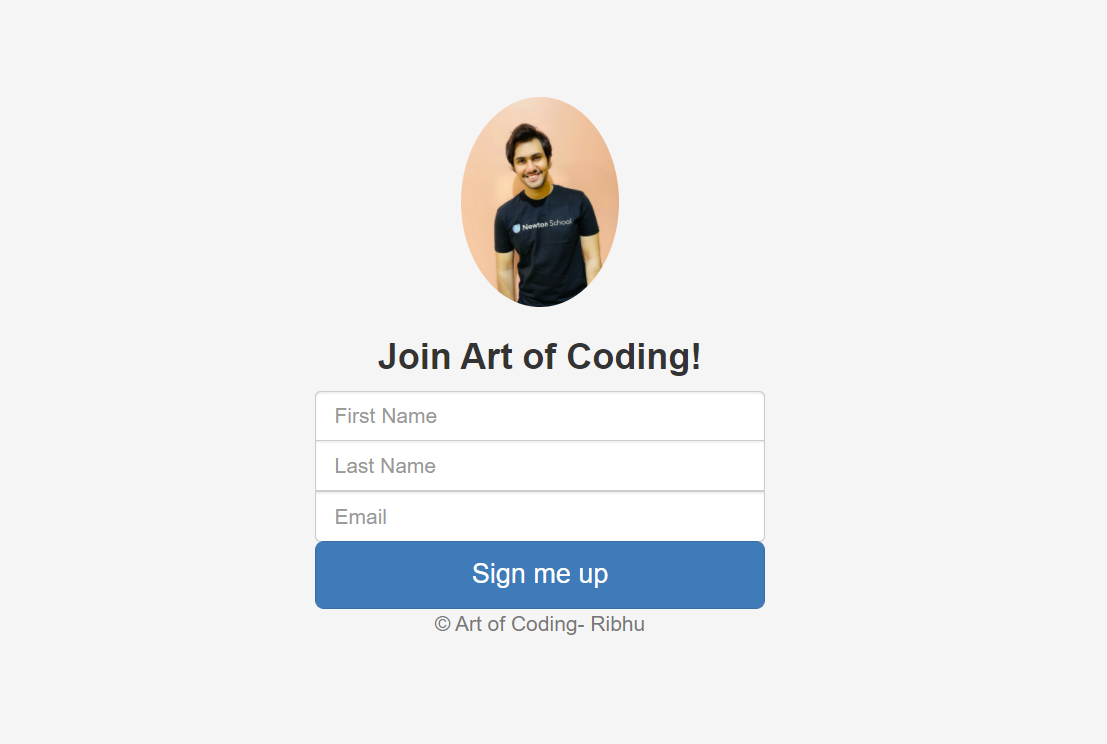 Newton School
Join Art of Coding!
First Name
Last Name
Email
Sign me up
© Art of Coding- Ribhu